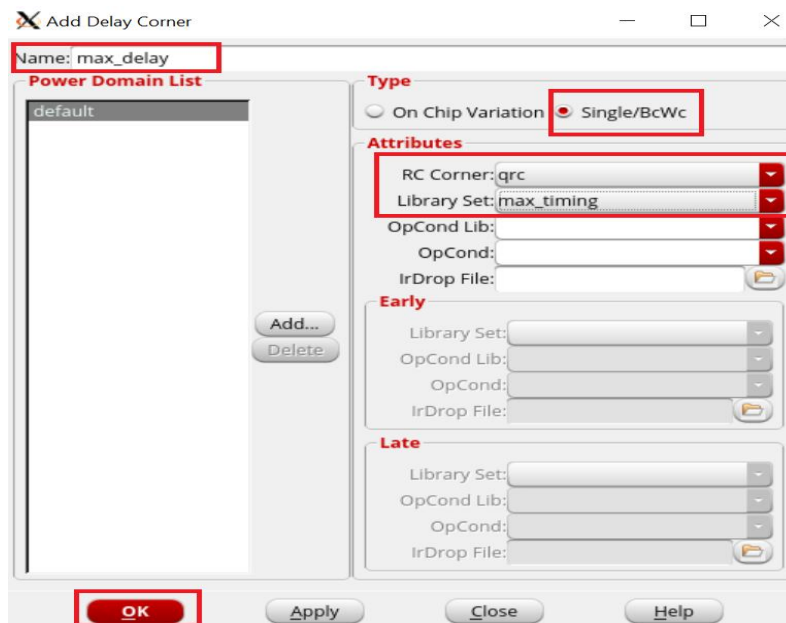 Add Delay Corner
Name: max_delay
Power Domain List
default
Add...
Delete
Type
On Chip Variation Single/BcWc
Attributes
RC Corner: qrc
Library Set: max_timing
OpCond Lib:
OpCond:
IrDrop File:
Early
Library Set:
OpCond Lib:
OpCond:
IrDrop File:
Late
Library Set:
OpCond Lib:
OpCond:
IrDrop File:
OK Apply Close Help